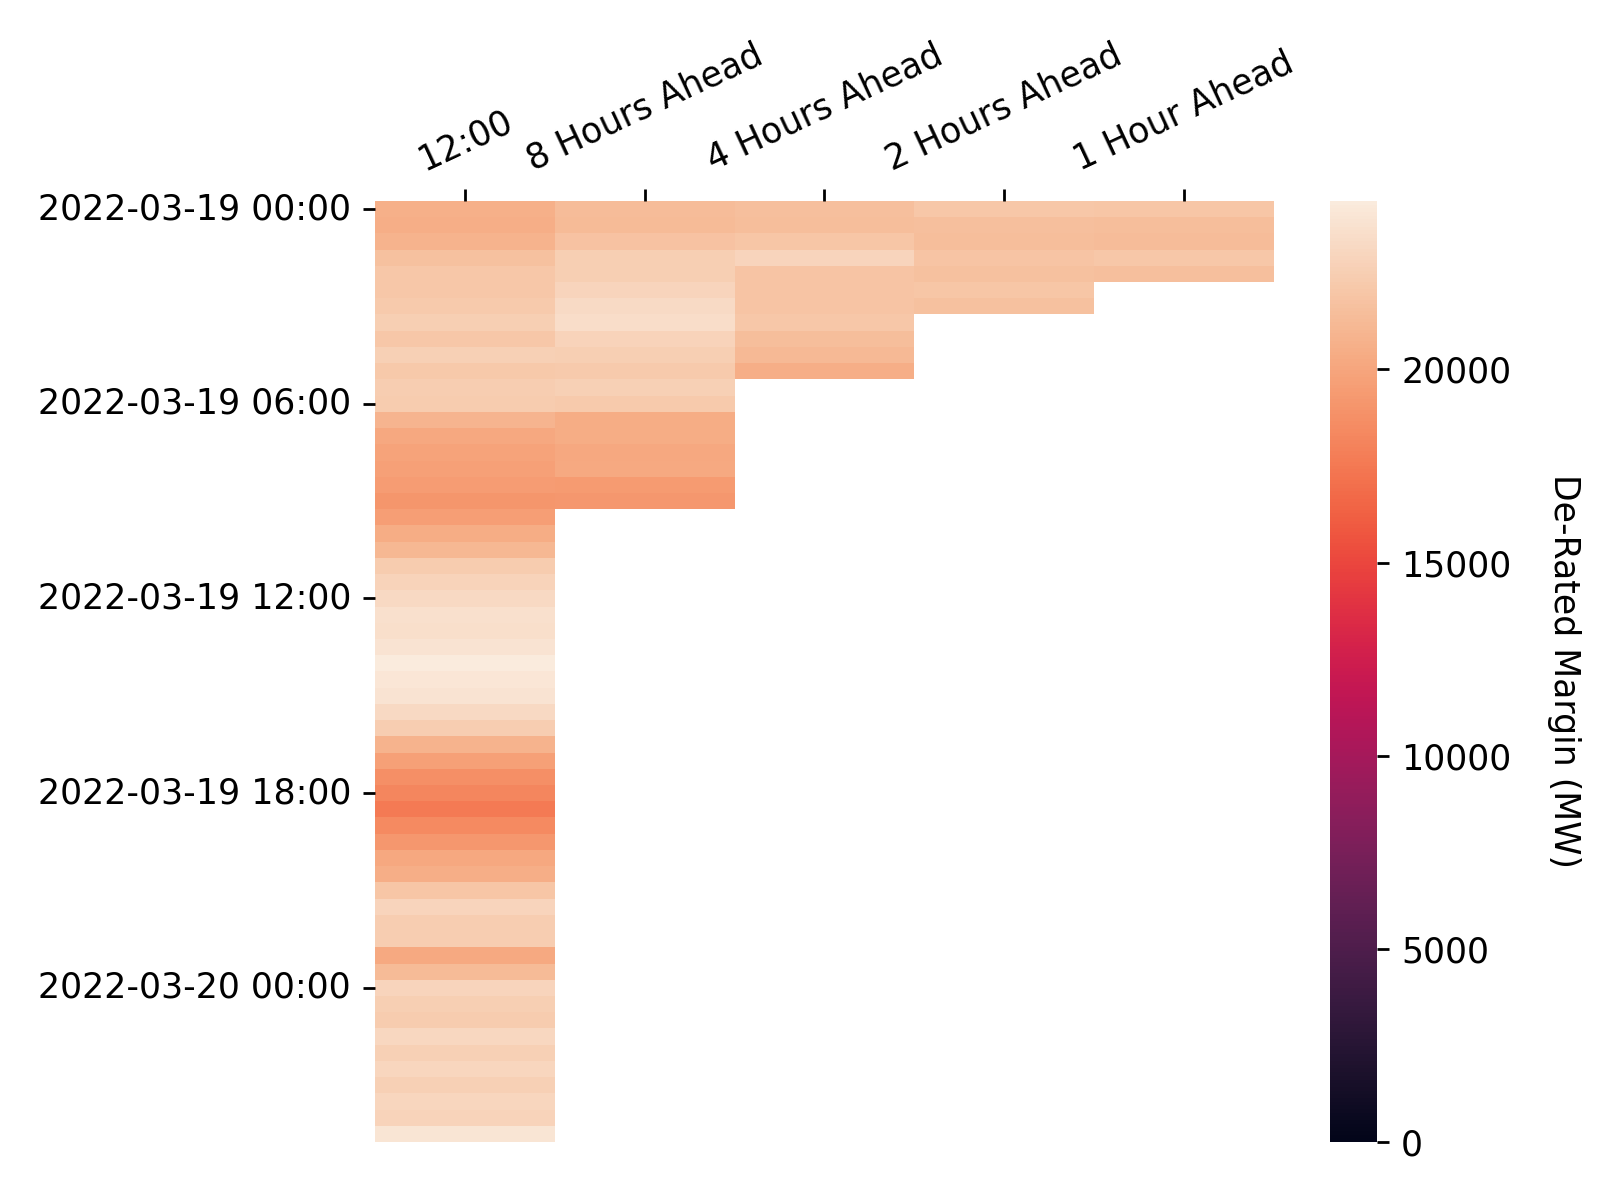 12:00
8 Hours Ahead
4 Hours Ahead
2 Hours Ahead
1 Hour Ahead
2022-03-19 00:00
2022-03-19 06:00
2022-03-19 12:00
2022-03-19 18:00
2022-03-20 00:00
20000
15000
10000
5000
0
De-Rated Margin (MW)